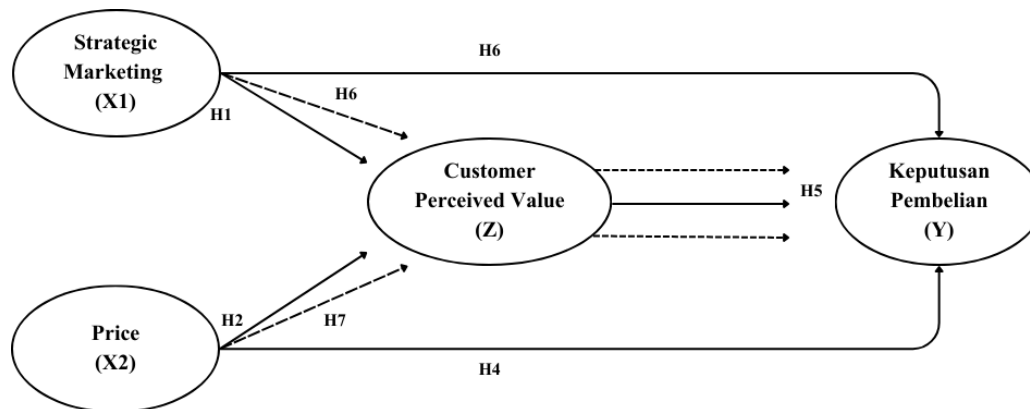 Strategic
Marketing
(X1)
H6
H6
H1
Customer
Perceived Value
(Z)
H5
Keputusan
Pembelian
(Y)
Price
(X2)
H2
H7
H4